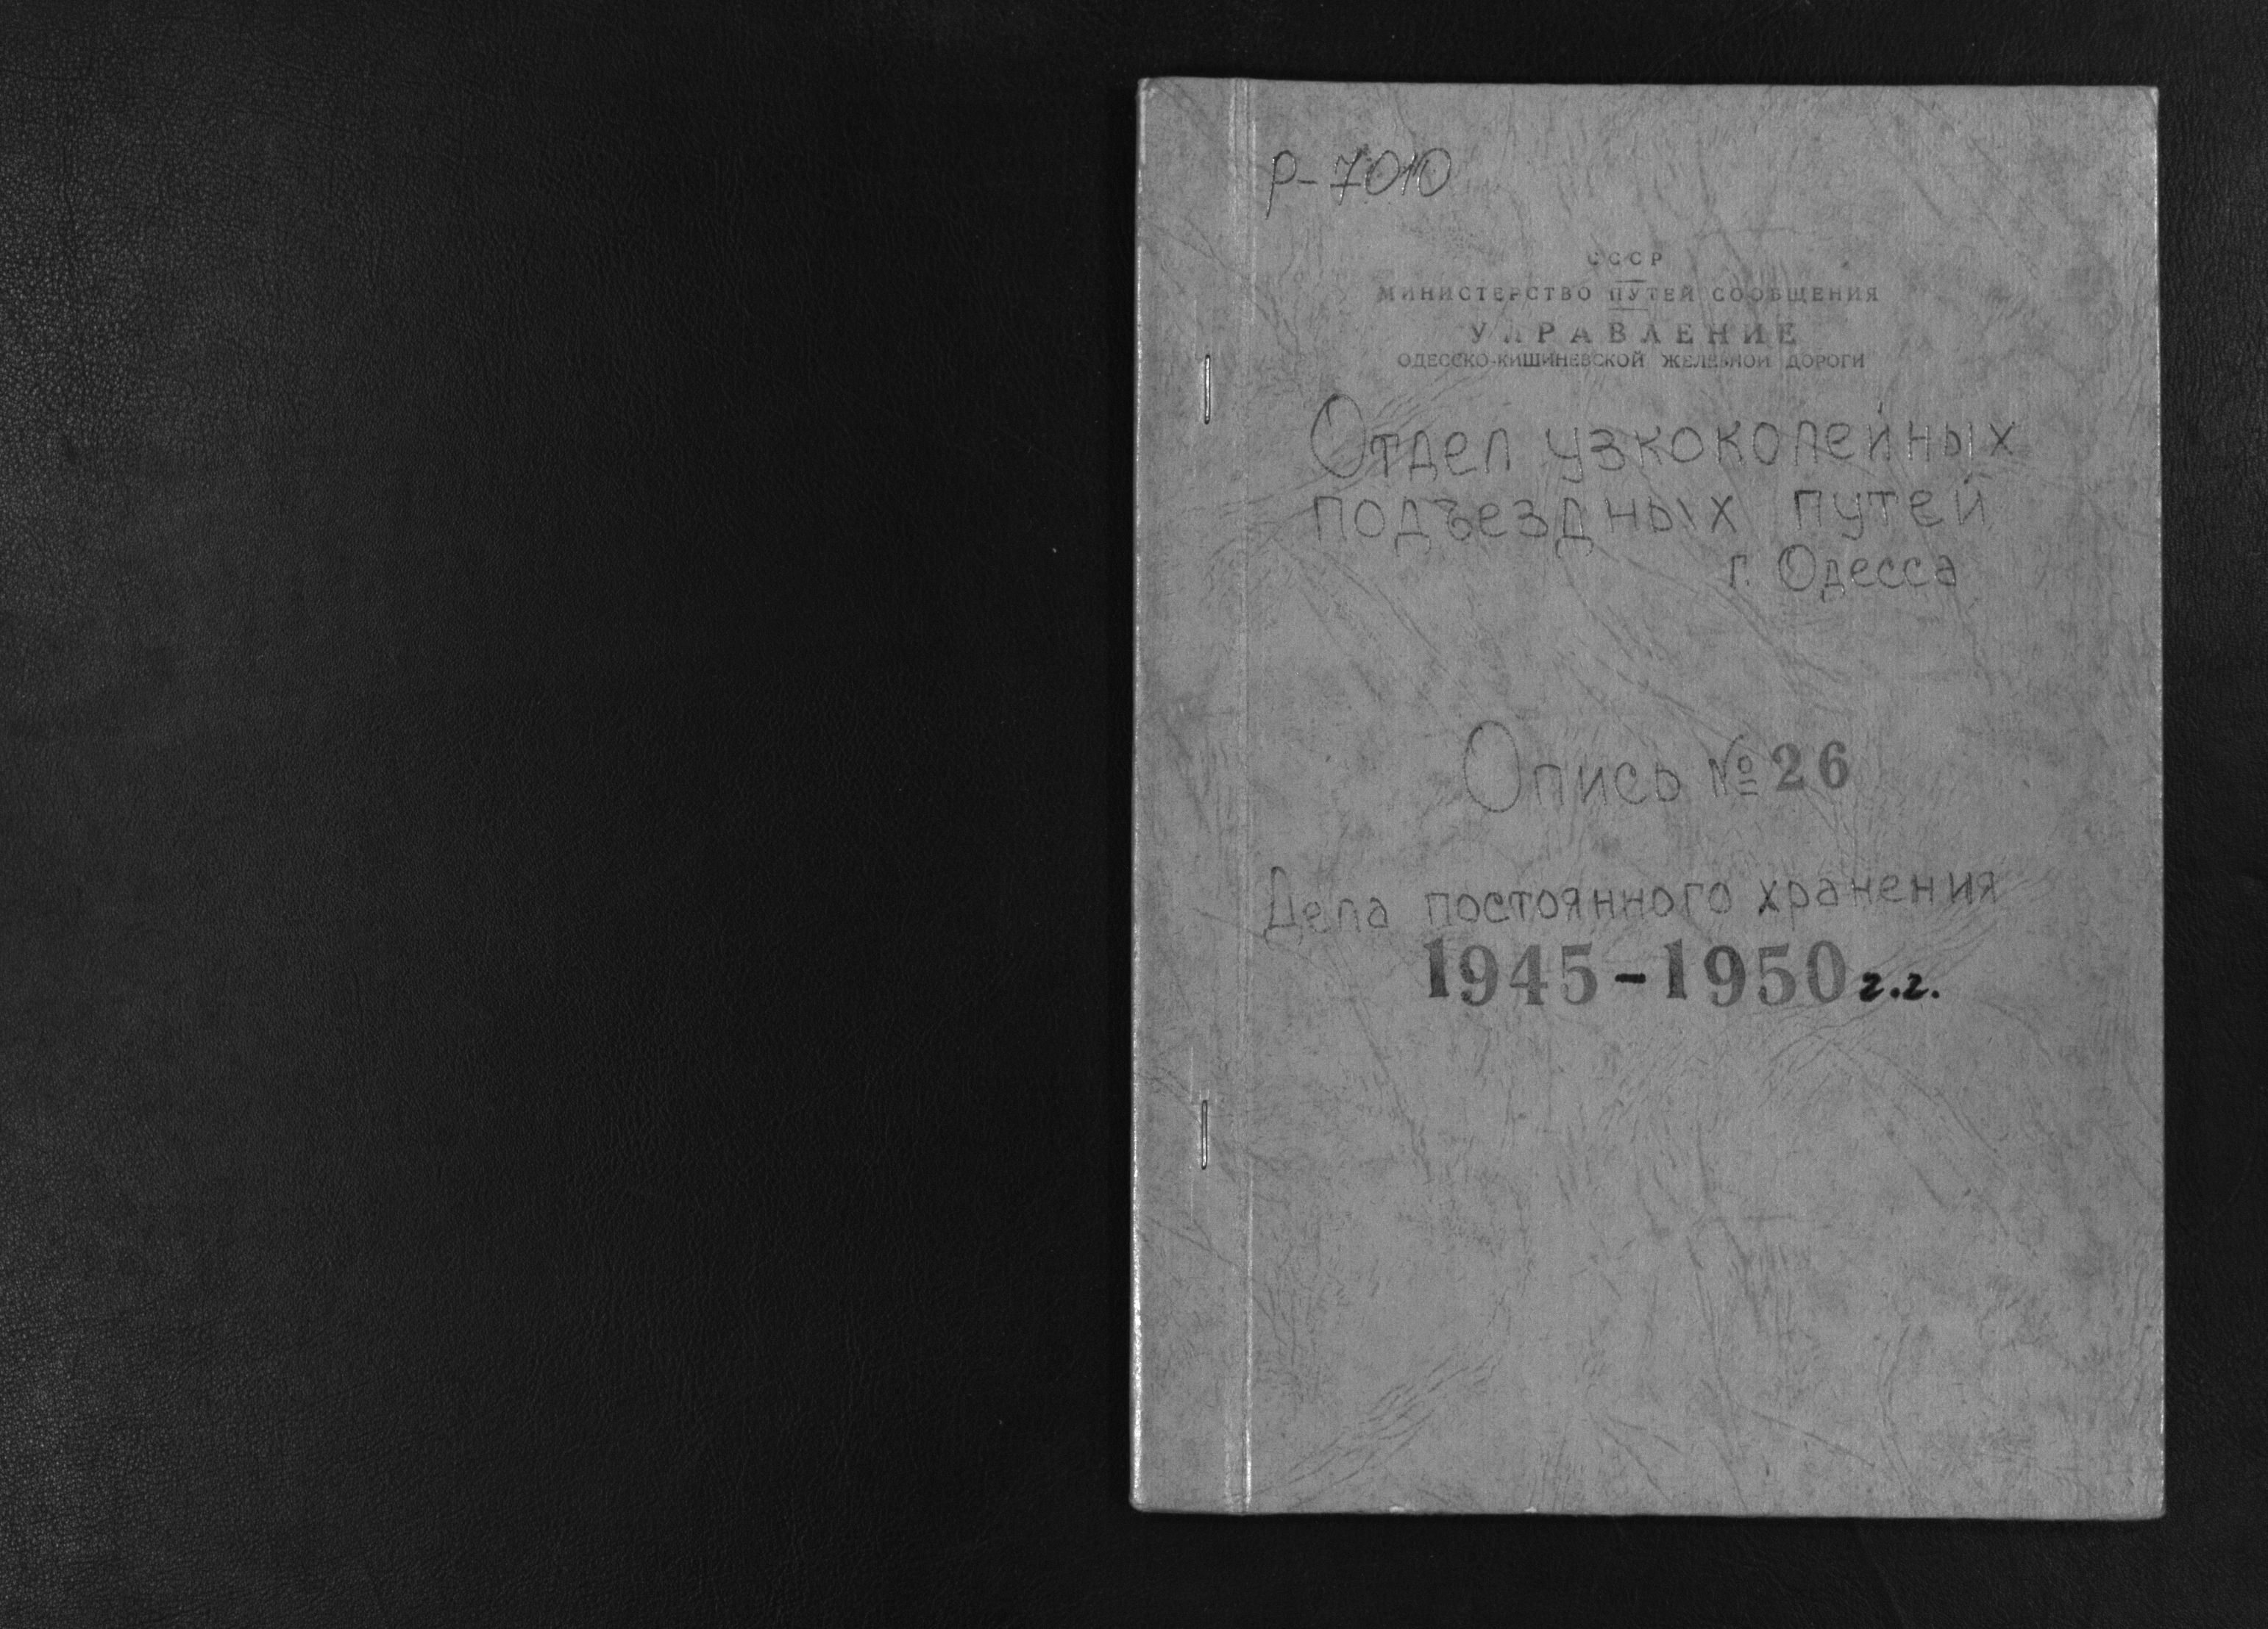 Р-7010
СССР
МИНИСТЕРСТВО ПУТЕЙ СООБЩЕНИЯ
УПРАВЛЕНИЕ
ОДЕССКО-КИШИНЕВСКОЙ ЖЕЛЕЗНОЙ ДОРОГИ
Отдел узкоколейных
подъездных путей
г. Одесса
Опись № 26
Дела постоянного хранения
1945-1950 г.г.